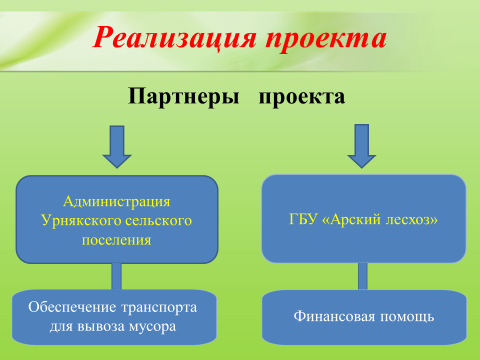 Реализация проекта
Партнеры проекта
Администрация
Урнякского сельского
поселения
ГБУ «Арский лесхоз»
Обеспечение транспорта
для вывоза мусора
Финансовая помощь